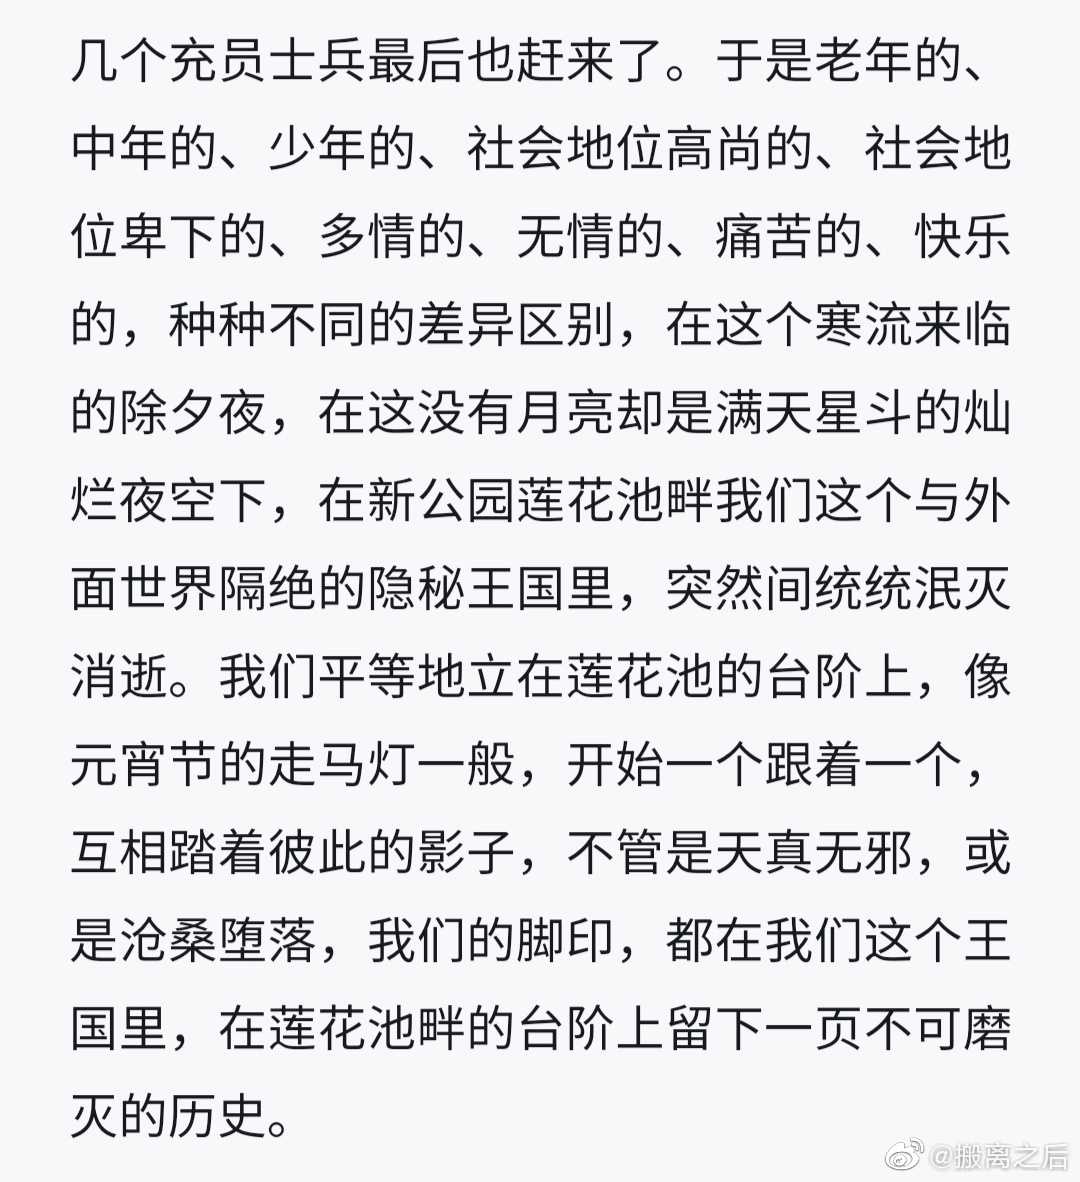 几个充员士兵最后也赶来了。于是老年的、
中年的、少年的、社会地位高尚的、社会地
位卑下的、多情的、无情的、痛苦的、快乐
的，种种不同的差异区别，在这个寒流来临
的除夕夜，在这没有月亮却是满天星斗的灿
烂夜空下，在新公园莲花池畔我们这个与外
面世界隔绝的隐秘王国里，突然间统统泯灭
消逝。我们平等地立在莲花池的台阶上，像
元宵节的走马灯一般，开始一个跟着一个，
互相踏着彼此的影子，不管是天真无邪，或
是沧桑堕落，我们的脚印，都在我们这个王
国里，在莲花池畔的台阶上留下一页不可磨
灭的历史。
@搬离之后